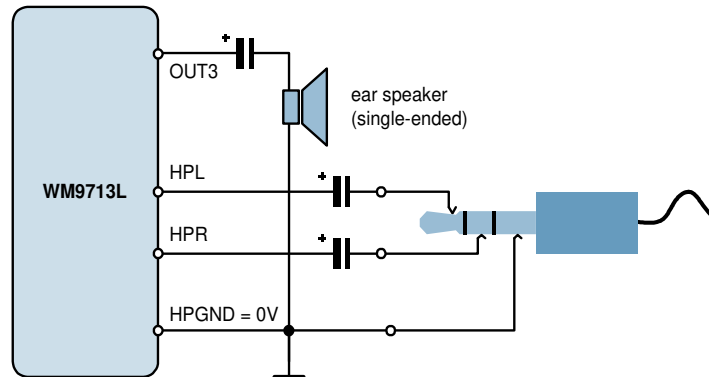 +
OUT3
ear speaker
(single-ended)
HPL
+
WM9713L
HPR
+
HPGND = 0V